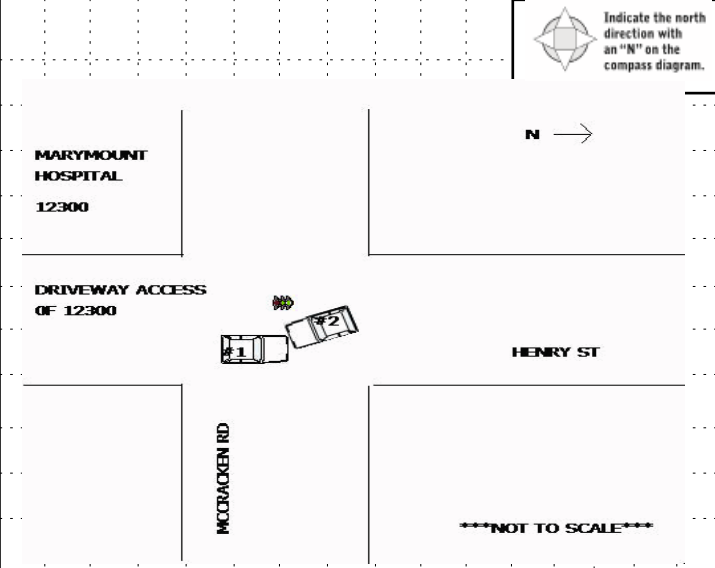 Indicate the north
direction with
an "N" on the
compass diagram.
N
MARYMOUNT
HOSPITAL
12300
DRIVEWAY ACCESS
OF 12300
#2
#1
HENRY ST
MCCRACKEN RD
***NOT TO SCALE***